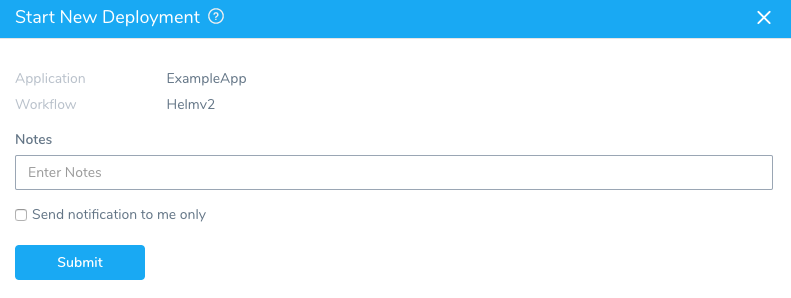 Start New Deployment ?
Application ExampleApp
Workflow Helmv2
Notes
Enter Notes
Send notification to me only
Submit